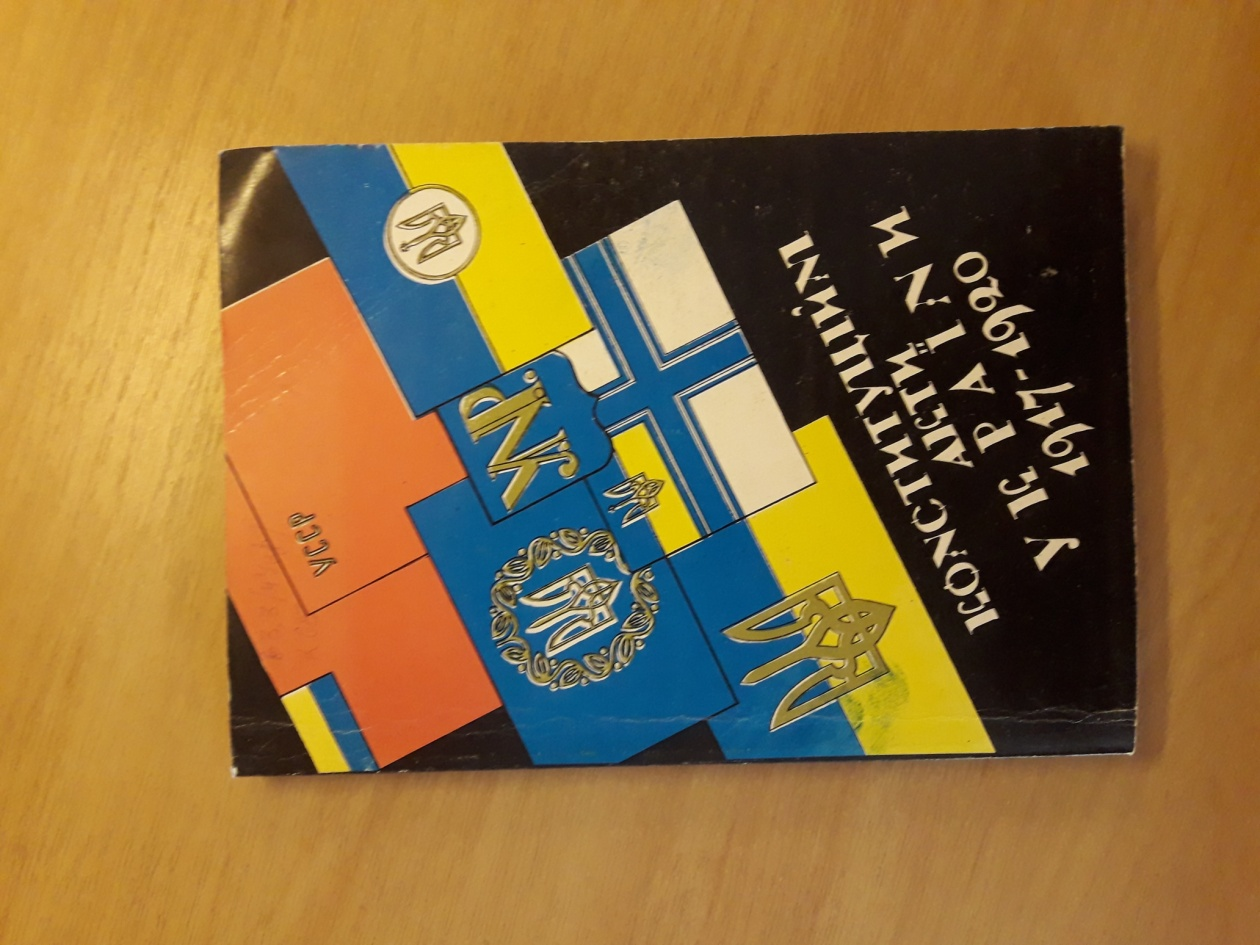 КОНСТИТУЦІЙНІ
АКТИ
УКРАЇНИ
1917-1920
У.Н.Р.
УССР